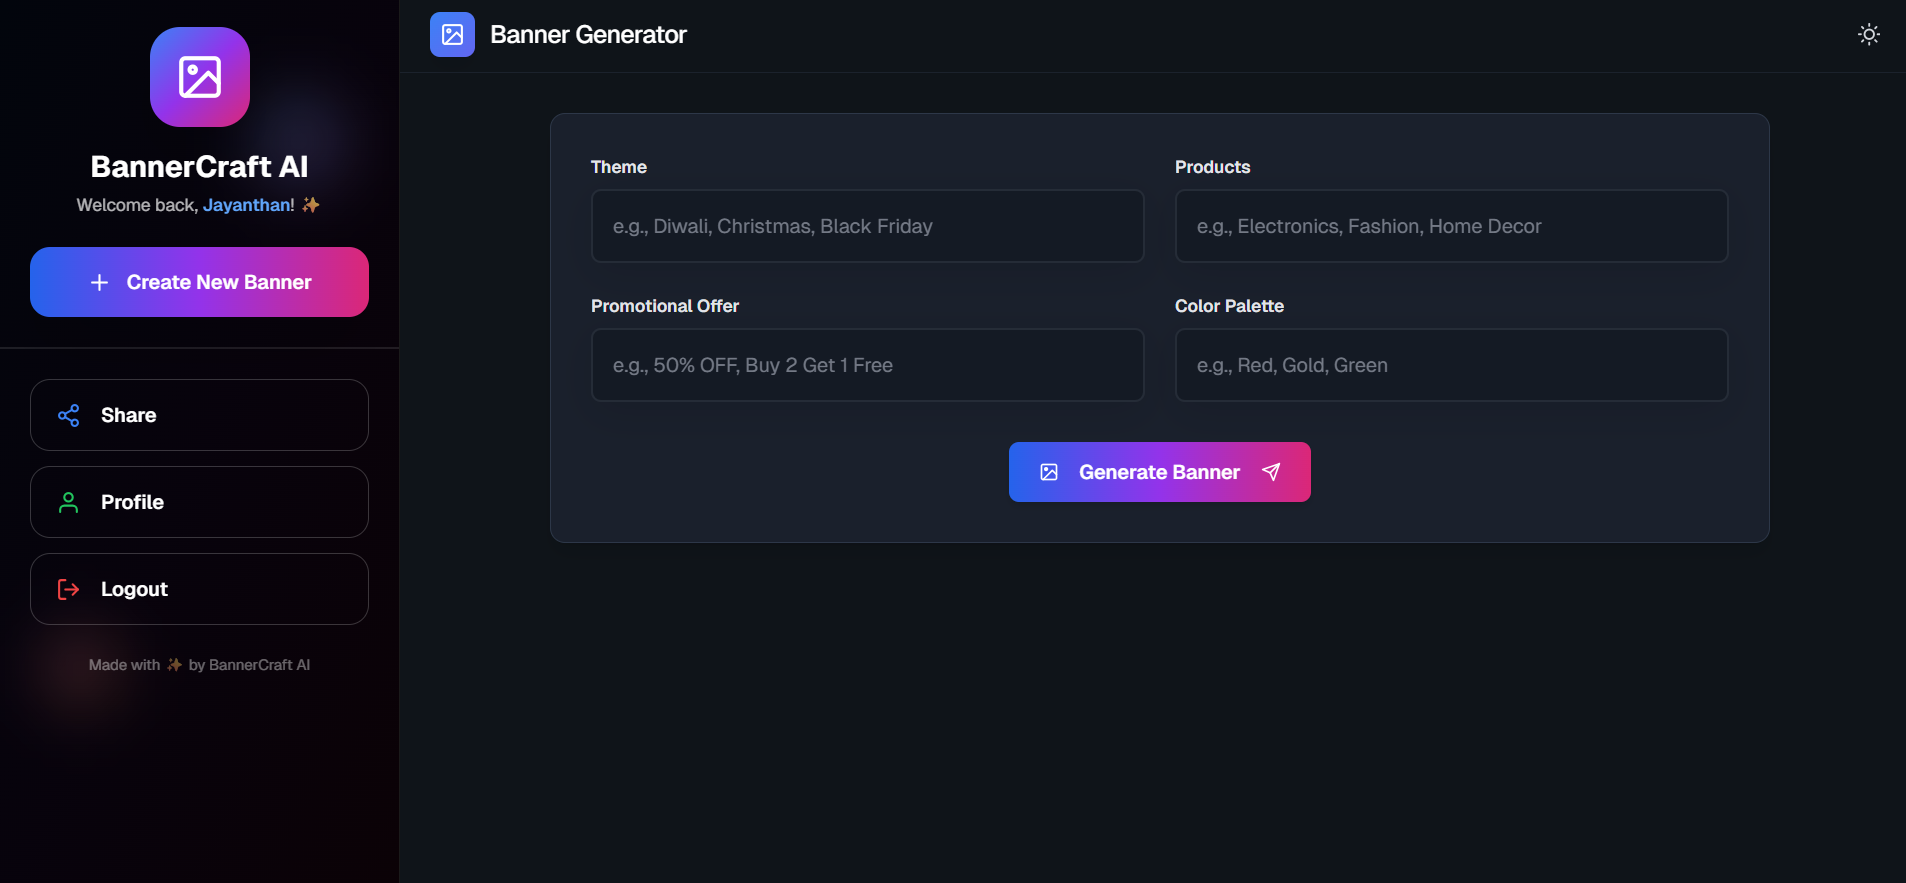 BannerCraft AI
Welcome back, Jayanthan! ✨
Create New Banner
Share
Profile
Logout
Made with ✨ by BannerCraft AI
Banner Generator
Theme
e.g., Diwali, Christmas, Black Friday
Products
e.g., Electronics, Fashion, Home Decor
Promotional Offer
e.g., 50% OFF, Buy 2 Get 1 Free
Color Palette
e.g., Red, Gold, Green
Generate Banner